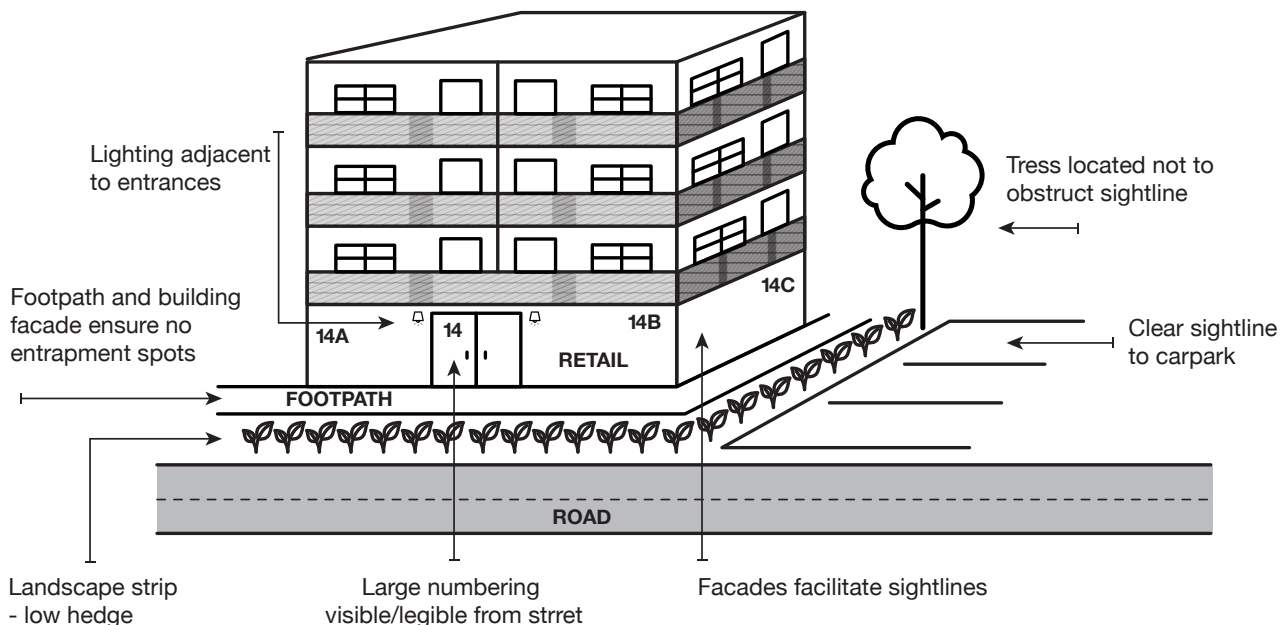 Lighting adjacent
to entrances
Tress located not to
obstruct sightline
Footpath and building
facade ensure no
entrapment spots
14A
14
14B
14C
RETAIL
Clear sightline
to carpark
FOOTPATH
ROAD
Landscape strip
- low hedge
Large numbering
visible/legible from strret
Facades facilitate sightlines